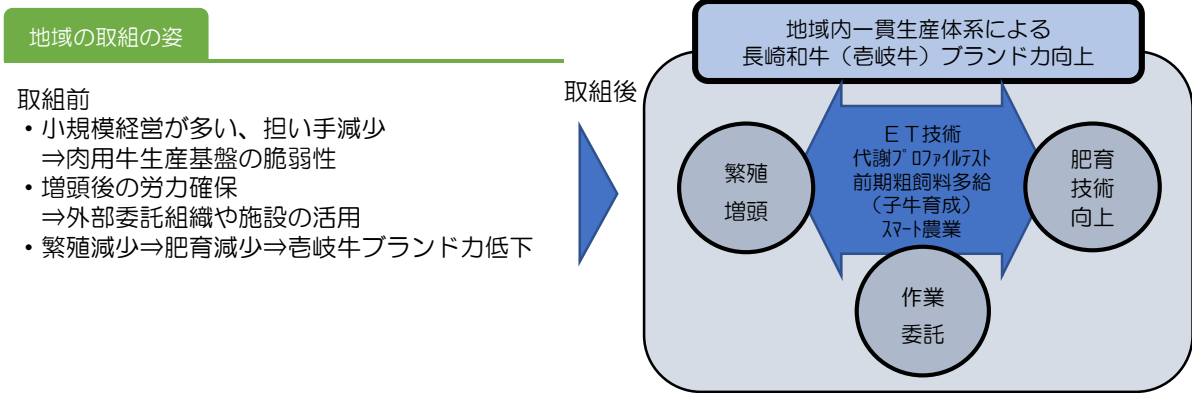 地域の取組の姿
取組前
・小規模経営が多い、担い手減少
⇒肉用牛生産基盤の脆弱性
・増頭後の労力確保
⇒外部委託組織や施設の活用
・繁殖減少⇒肥育減少⇒壱岐牛ブランド力低下
取組後
地域内一貫生産体系による
長崎和牛（壱岐牛）ブランド力向上
繁殖
増頭
ＥＴ技術
代謝ﾌﾟﾛﾌｧｲﾙﾃｽﾄ
前期粗飼料多給
（子牛育成）
ｽﾏｰﾄ農業
肥育
技術
向上
作業
委託